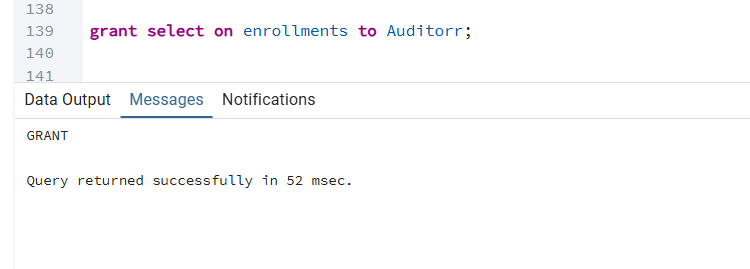 138
139 grant select on enrollments to Auditorr;
140
141
Data Output Messages Notifications
GRANT
Query returned successfully in 52 msec.